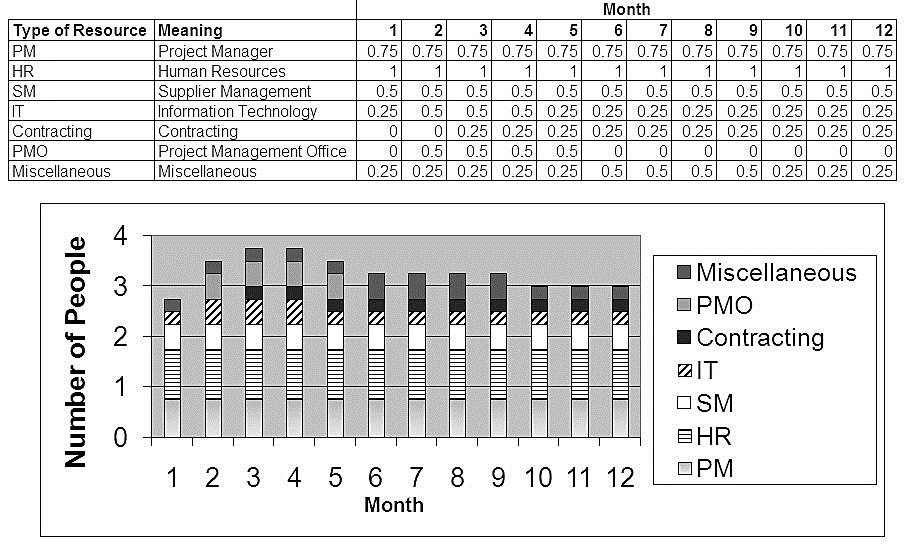 Month
Type of Resource Meaning 1 2 3 4 5 6 7 8 9 10 11 12
PM Project Manager 0.75 0.75 0.75 0.75 0.75 0.75 0.75 0.75 0.75 0.75 0.75 0.75
HR Human Resources 1 1 1 1 1 1 1 1 1 1 1 1
SM Supplier Management 0.5 0.5 0.5 0.5 0.5 0.5 0.5 0.5 0.5 0.5 0.5 0.5
IT Information Technology 0.25 0.5 0.5 0.5 0.25 0.25 0.25 0.25 0.25 0.25 0.25 0.25
Contracting Contracting 0 0 0.25 0.25 0.25 0.25 0.25 0.25 0.25 0.25 0.25 0.25
PMO Project Management Office 0 0.5 0.5 0.5 0.5 0 0 0 0 0 0 0
Miscellaneous Miscellaneous 0.25 0.25 0.25 0.25 0.25 0.5 0.5 0.5 0.5 0.25 0.25 0.25
Number of People
4
3
2
1
0
1 2 3 4 5 6 7 8 9 10 11 12
Month
Miscellaneous
PMO
Contracting
IT
SM
HR
PM